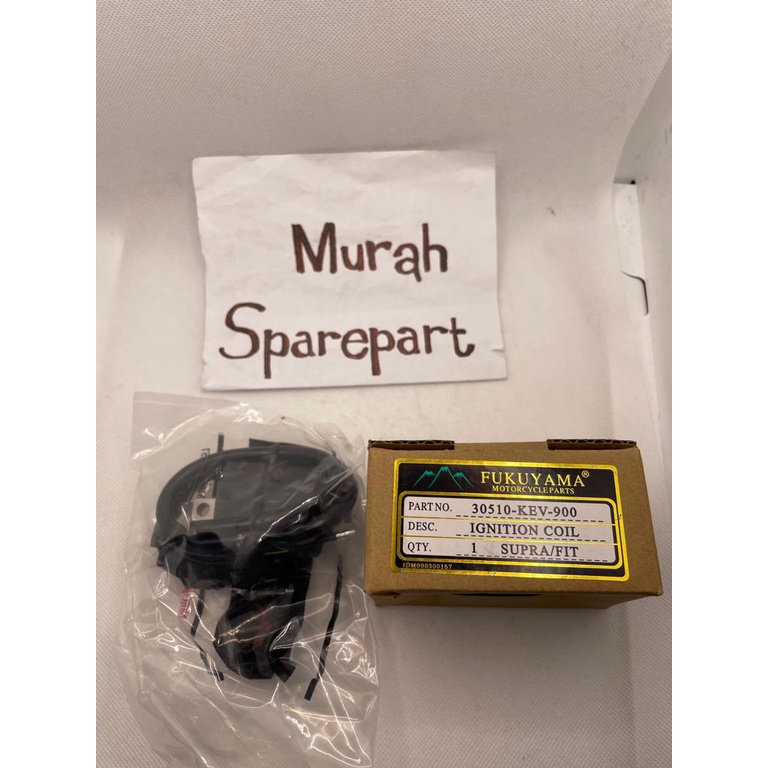 Murah
Sparepart
FUKUYAMA®
MOTORCYCLE PARTS
PART NO. 30510-KEV-900
DESC. IGNITION COIL
QTY. 1 SUPRA/FIT
IDM000300157